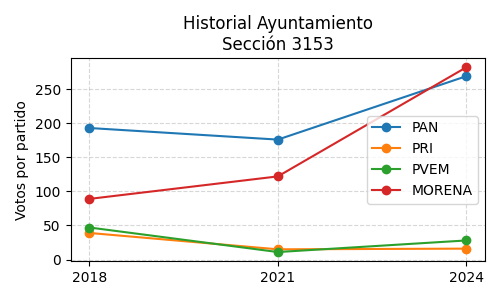 Historial Ayuntamiento
Sección 3153
Votos por partido
250
200
150
100
50
0
2018
2021
2024
PAN
PRI
PVEM
MORENA